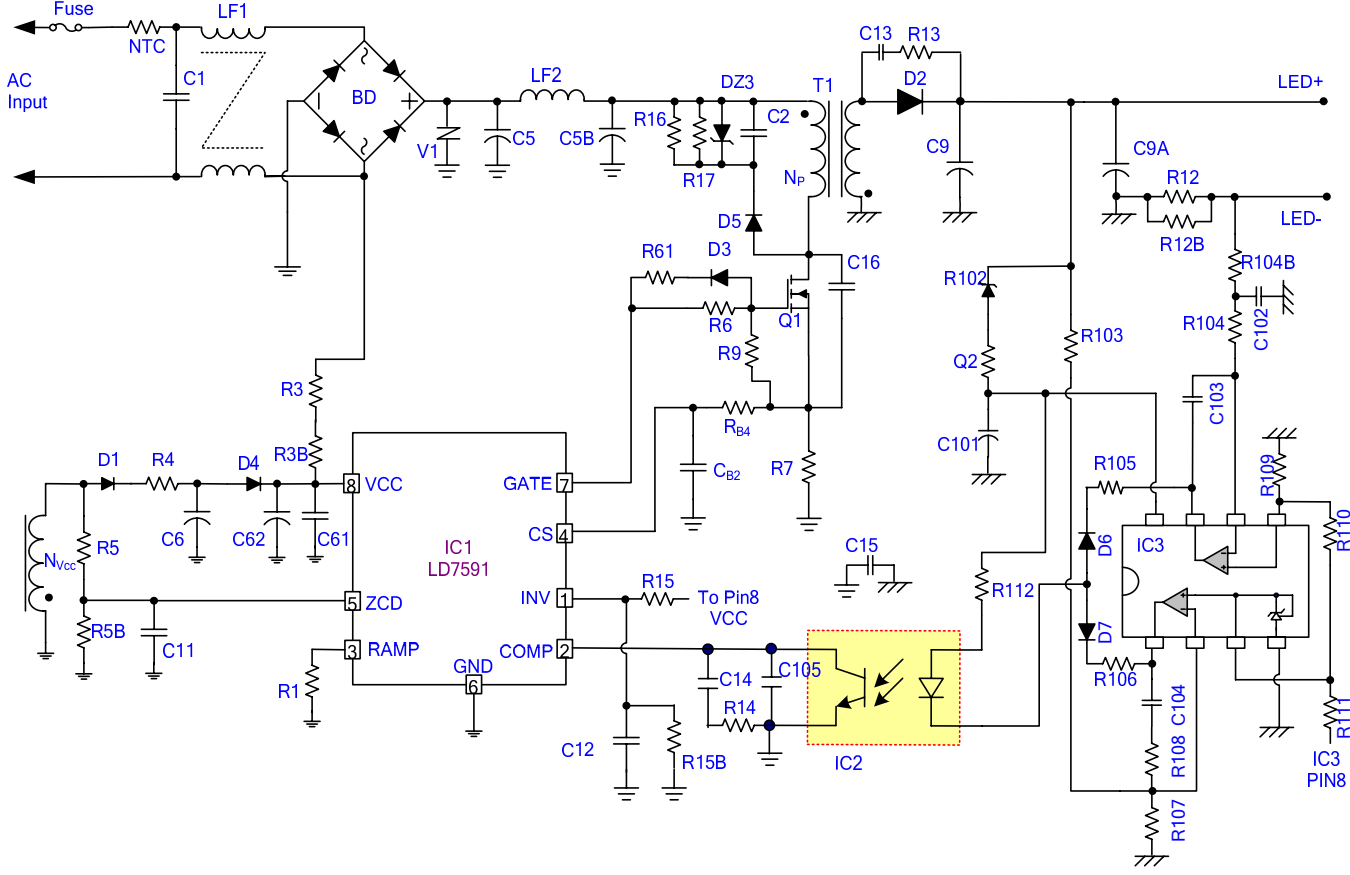 Fuse
LF1
NTC
C1
AC
Input
BD
LF2
V1
C5
C5B
R16
R17
DZ3
C2
T1
NP
D5
C13
R13
D2
C9
LED+
C9A
R12
R12B
LED-
R61
D3
R6
R9
Q1
C16
RB4
CB2
R7
R102
Q2
C101
R103
R104B
C102
R104
C103
R109
R110
R105
R3
R3B
D1
R4
D4
C6
C62
C61
NVcc
R5
R5B
C11
8
VCC
5
ZCD
3
RAMP
R1
GND
6
IC1
LD7591
GATE
7
CS
4
INV
1
COMP
2
R15
To Pin8
VCC
C15
C14
C105
R14
C12
R15B
IC2
R112
D6
D7
IC3
R106
C104
R108
R107
R111
IC3
PIN8